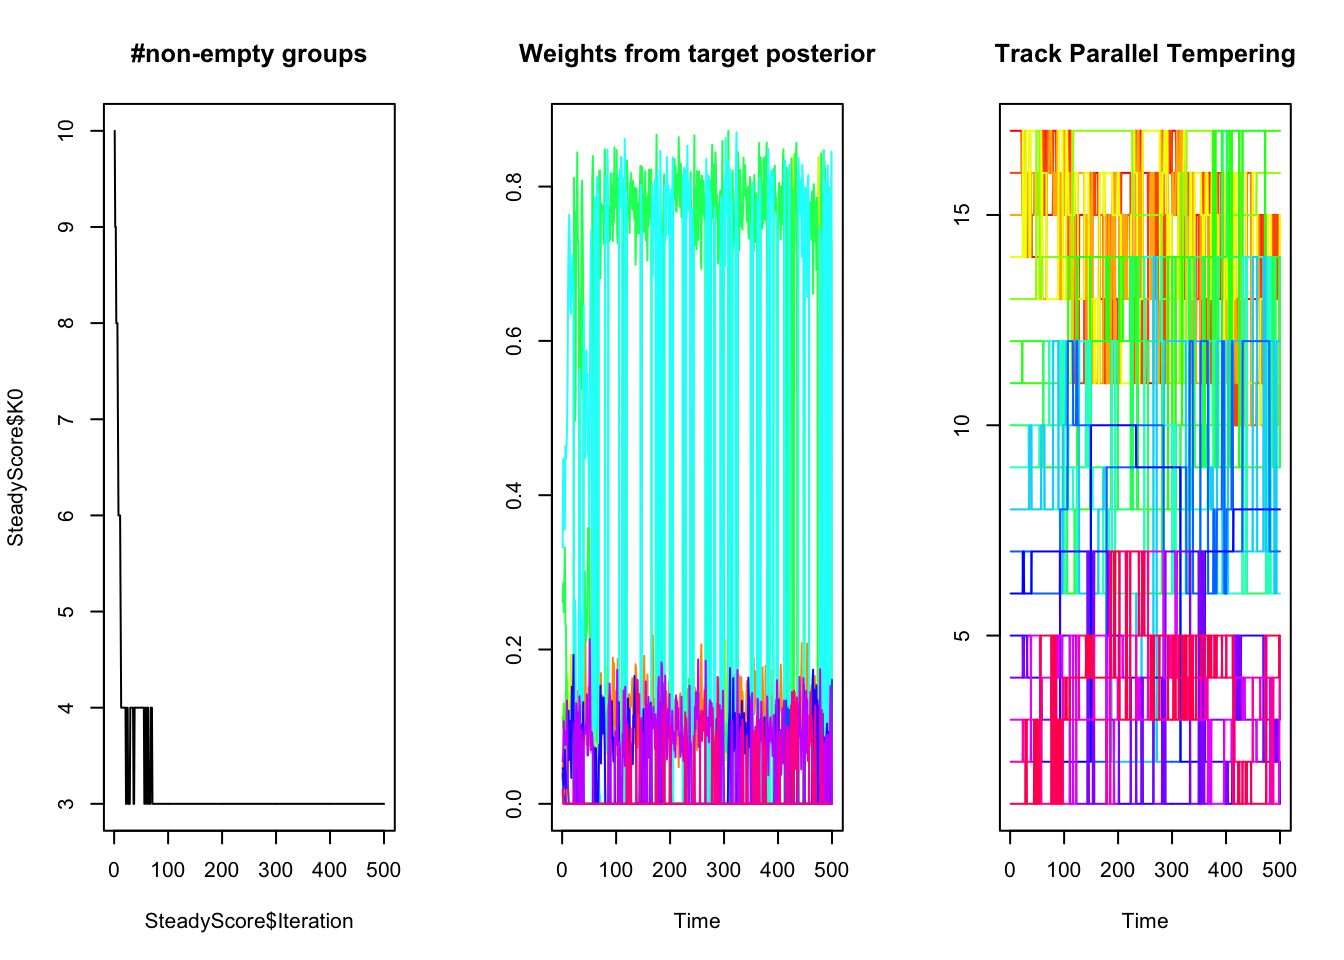 #non-empty groups
SteadyScore$K0
10
9
8
7
6
5
4
3
0 100 200 300 400 500
SteadyScore$Iteration
Weights from target posterior
0.8
0.6
0.4
0.2
0.0
0 100 200 300 400 500
Time
Track Parallel Tempering
15
10
5
0 100 200 300 400 500
Time